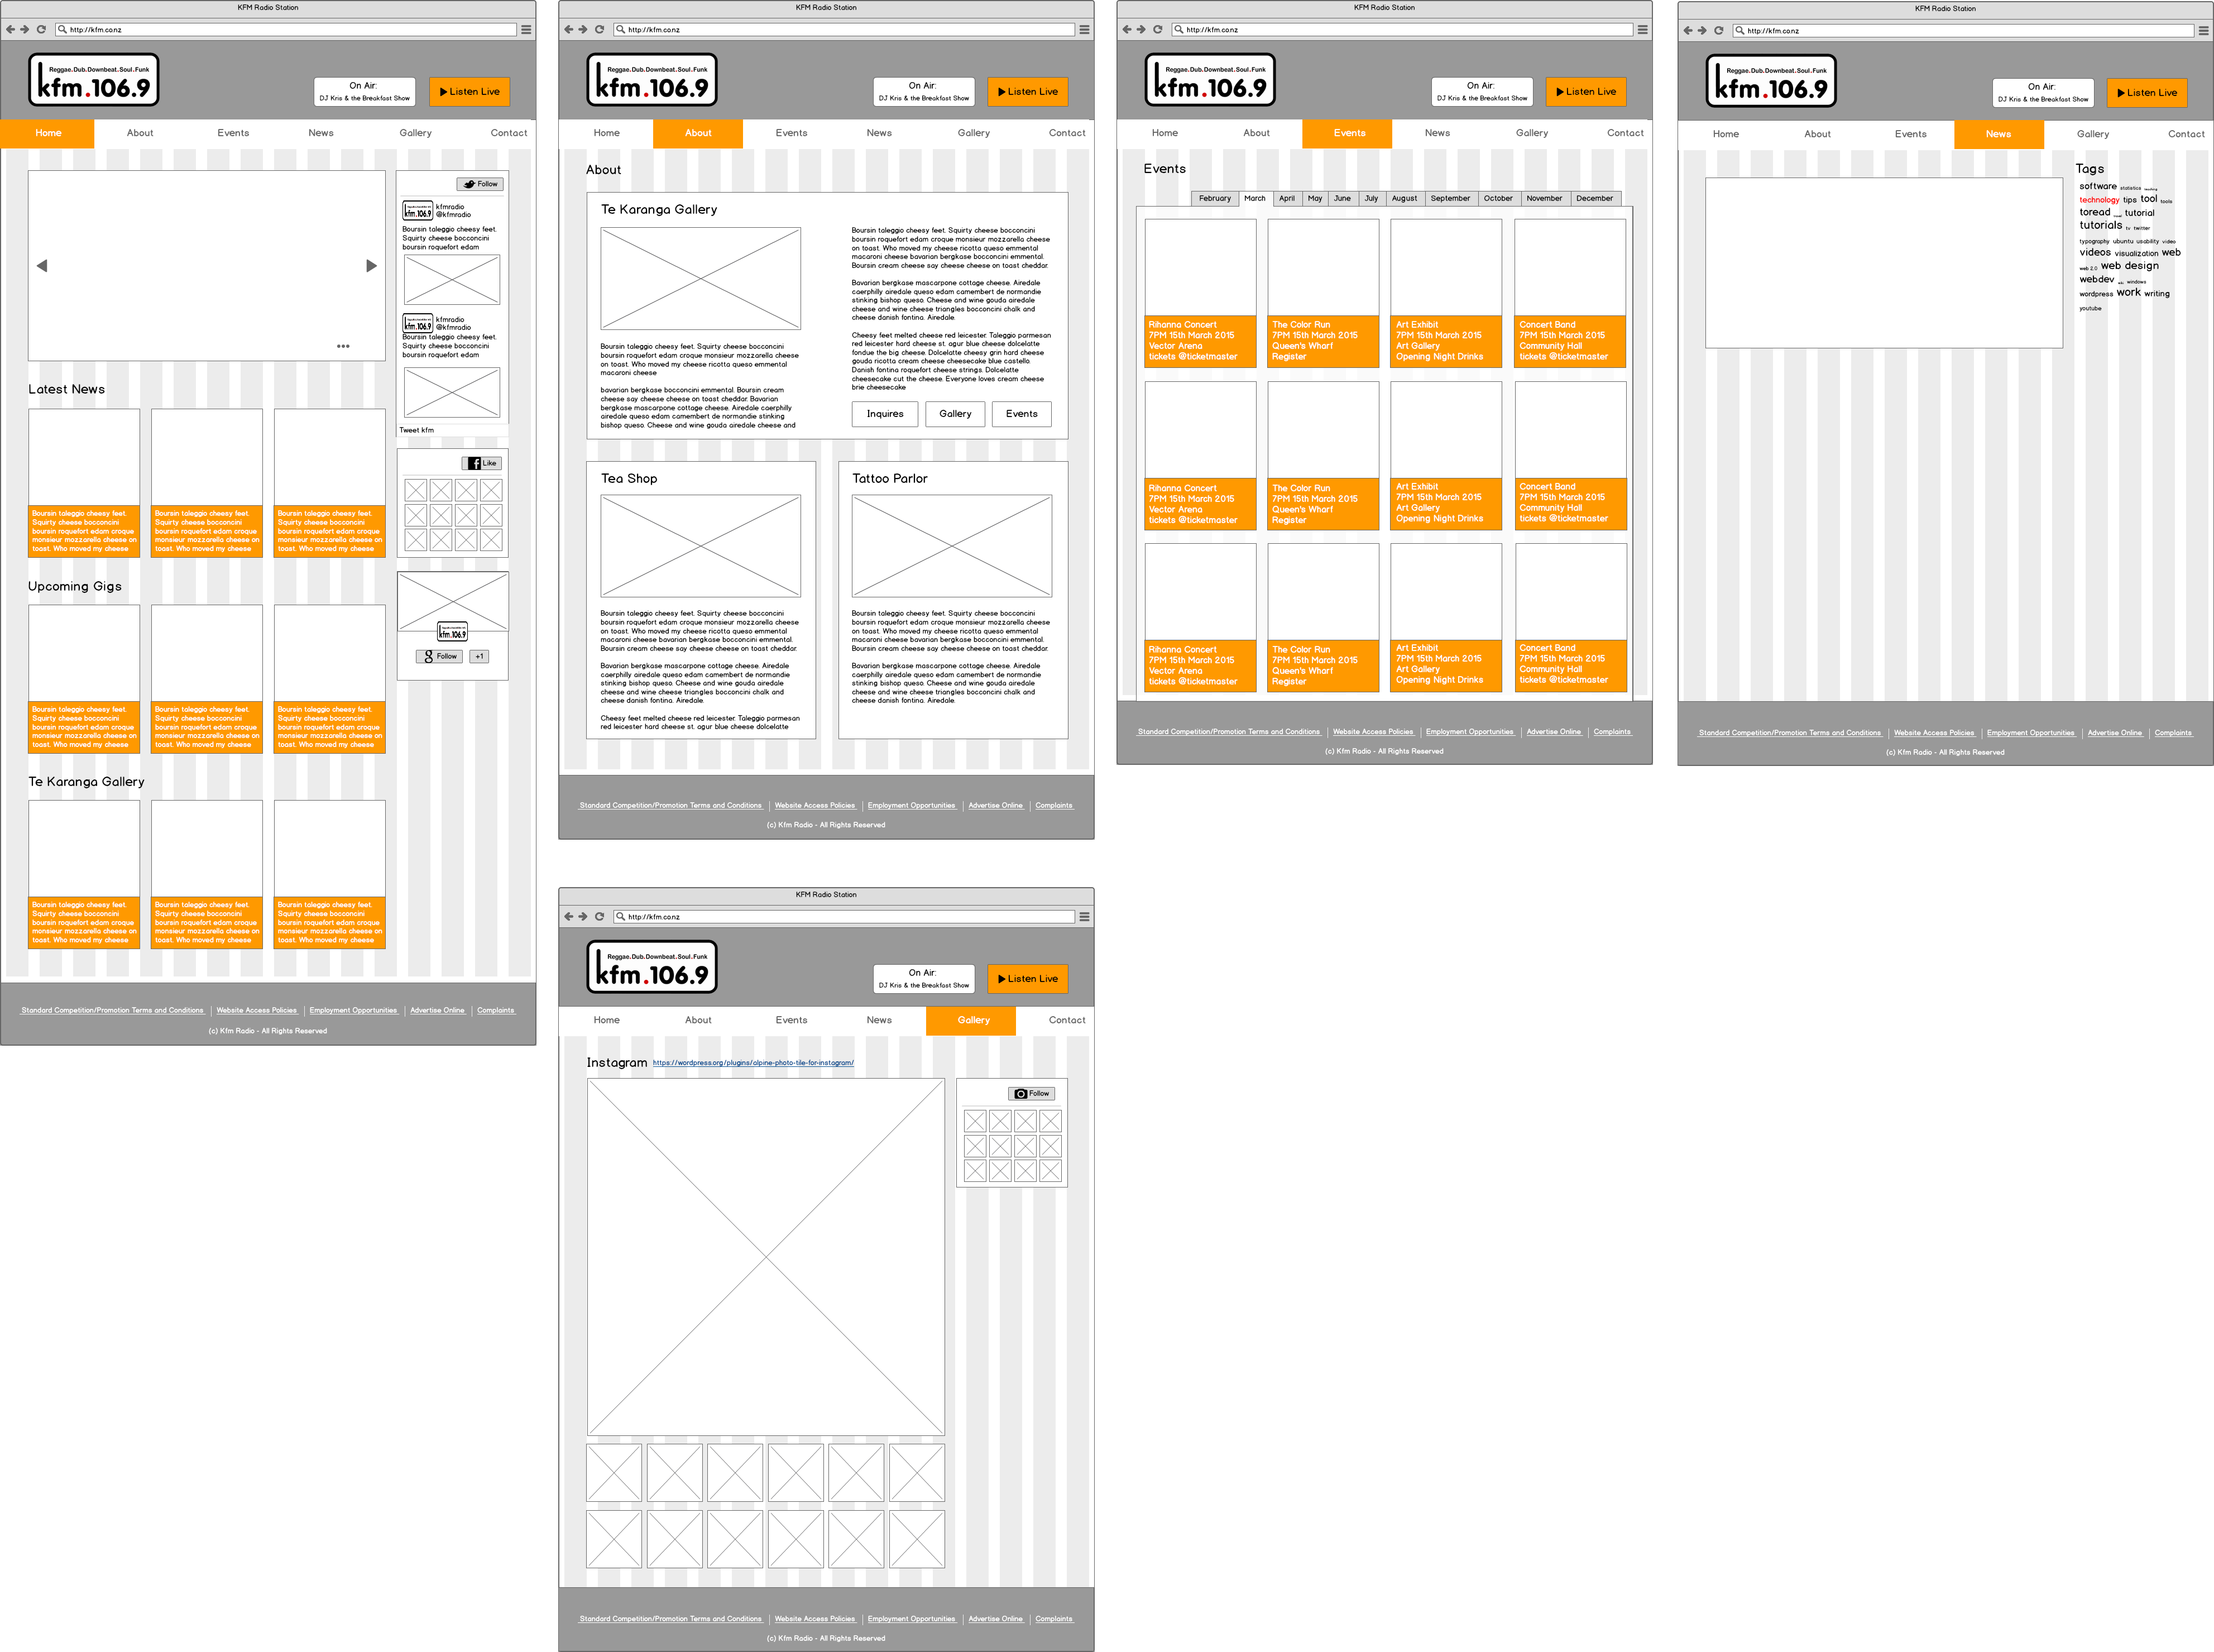 KFM Radio Station
http://kfm.co.nz
Reggae.Dub.Downbeat.Soul.Funk
kfm.106.9
On Air:
DJ Kris & the Breakfast Show
Listen Live
Home About Events News Gallery Contact
Follow
kfm.106.9
kfmradio
@kfmradio
Boursin taleggio cheesy feet.
Squirty cheese bocconcini
boursin roquefort edam
kfm.106.9
kfmradio
@kfmradio
Boursin taleggio cheesy feet.
Squirty cheese bocconcini
boursin roquefort edam
Tweet kfm
Latest News
Boursin taleggio cheesy feet.
Squirty cheese bocconcini
boursin roquefort edam croque
monsieur mozzarella cheese on
toast. Who moved my cheese
Boursin taleggio cheesy feet.
Squirty cheese bocconcini
boursin roquefort edam croque
monsieur mozzarella cheese on
toast. Who moved my cheese
Boursin taleggio cheesy feet.
Squirty cheese bocconcini
boursin roquefort edam croque
monsieur mozzarella cheese on
toast. Who moved my cheese
Like
Upcoming Gigs
Boursin taleggio cheesy feet.
Squirty cheese bocconcini
boursin roquefort edam croque
monsieur mozzarella cheese on
toast. Who moved my cheese
Boursin taleggio cheesy feet.
Squirty cheese bocconcini
boursin roquefort edam croque
monsieur mozzarella cheese on
toast. Who moved my cheese
Boursin taleggio cheesy feet.
Squirty cheese bocconcini
boursin roquefort edam croque
monsieur mozzarella cheese on
toast. Who moved my cheese
kfm.106.9
Follow
+1
Te Karanga Gallery
Boursin taleggio cheesy feet.
Squirty cheese bocconcini
boursin roquefort edam croque
monsieur mozzarella cheese on
toast. Who moved my cheese
Boursin taleggio cheesy feet.
Squirty cheese bocconcini
boursin roquefort edam croque
monsieur mozzarella cheese on
toast. Who moved my cheese
Boursin taleggio cheesy feet.
Squirty cheese bocconcini
boursin roquefort edam croque
monsieur mozzarella cheese on
toast. Who moved my cheese
Standard Competition/Promotion Terms and Conditions | Website Access Policies | Employment Opportunities | Advertise Online | Complaints
(c) Kfm Radio - All Rights Reserved
KFM Radio Station
http://kfm.co.nz
Reggae.Dub.Downbeat.Soul.Funk
kfm.106.9
On Air:
DJ Kris & the Breakfast Show
Listen Live
Home About Events News Gallery Contact
About
Te Karanga Gallery
Boursin taleggio cheesy feet. Squirty cheese bocconcini
boursin roquefort edam croque monsieur mozzarella cheese
on toast. Who moved my cheese ricotta queso emmental
macaroni cheese
bavarian bergkase bocconcini emmental. Boursin cream
cheese say cheese cheese on toast cheddar. Bavarian
bergkase mascarpone cottage cheese. Airedale caerphilly
airedale queso edam camembert de normandie stinking
bishop queso. Cheese and wine gouda airedale cheese and
Boursin taleggio cheesy feet. Squirty cheese bocconcini
boursin roquefort edam croque monsieur mozzarella cheese
on toast. Who moved my cheese ricotta queso emmental
macaroni cheese bavarian bergkase bocconcini emmental.
Boursin cream cheese say cheese cheese on toast cheddar.
Bavarian bergkase mascarpone cottage cheese. Airedale
caerphilly airedale queso edam camembert de normandie
stinking bishop queso. Cheese and wine gouda airedale
cheese and wine cheese triangles bocconcini chalk and
cheese danish fontina. Airedale.
Cheesy feet melted cheese red leicester. Taleggio parmesan
red leicester hard cheese st. agur blue cheese dolcelatte
fondue the big cheese. Dolcelatte cheesy grin hard cheese
gouda ricotta cream cheese cheesecake blue castello.
Danish fontina roquefort cheese strings. Dolcelatte
cheesecake cut the cheese. Everyone loves cream cheese
brie cheesecake
Inquires
Gallery
Events
Tea Shop
Boursin taleggio cheesy feet. Squirty cheese bocconcini
boursin roquefort edam croque monsieur mozzarella cheese
on toast. Who moved my cheese ricotta queso emmental
macaroni cheese bavarian bergkase bocconcini emmental.
Boursin cream cheese say cheese cheese on toast cheddar.
Bavarian bergkase mascarpone cottage cheese. Airedale
caerphilly airedale queso edam camembert de normandie
stinking bishop queso. Cheese and wine gouda airedale
cheese and wine cheese triangles bocconcini chalk and
cheese danish fontina. Airedale.
Cheesy feet melted cheese red leicester. Taleggio parmesan
red leicester hard cheese st. agur blue cheese dolcelatte
Tattoo Parlor
Boursin taleggio cheesy feet. Squirty cheese bocconcini
boursin roquefort edam croque monsieur mozzarella cheese
on toast. Who moved my cheese ricotta queso emmental
macaroni cheese bavarian bergkase bocconcini emmental.
Boursin cream cheese say cheese cheese on toast cheddar.
Bavarian bergkase mascarpone cottage cheese. Airedale
caerphilly airedale queso edam camembert de normandie
stinking bishop queso. Cheese and wine gouda airedale
cheese and wine cheese triangles bocconcini chalk and
cheese danish fontina. Airedale.
Standard Competition/Promotion Terms and Conditions | Website Access Policies | Employment Opportunities | Advertise Online | Complaints
(c) Kfm Radio - All Rights Reserved
KFM Radio Station
http://kfm.co.nz
Reggae.Dub.Downbeat.Soul.Funk
kfm.106.9
On Air:
DJ Kris & the Breakfast Show
Listen Live
Home About Events News Gallery Contact
Events
February March April May June July August September October November December
Rihanna Concert
7PM 15th March 2015
Vector Arena
tickets @ticketmaster
The Color Run
7PM 15th March 2015
Queen's Wharf
Register
Art Exhibit
7PM 15th March 2015
Art Gallery
Opening Night Drinks
Concert Band
7PM 15th March 2015
Community Hall
tickets @ticketmaster
Rihanna Concert
7PM 15th March 2015
Vector Arena
tickets @ticketmaster
The Color Run
7PM 15th March 2015
Queen's Wharf
Register
Art Exhibit
7PM 15th March 2015
Art Gallery
Opening Night Drinks
Concert Band
7PM 15th March 2015
Community Hall
tickets @ticketmaster
Rihanna Concert
7PM 15th March 2015
Vector Arena
tickets @ticketmaster
The Color Run
7PM 15th March 2015
Queen's Wharf
Register
Art Exhibit
7PM 15th March 2015
Art Gallery
Opening Night Drinks
Concert Band
7PM 15th March 2015
Community Hall
tickets @ticketmaster
Standard Competition/Promotion Terms and Conditions | Website Access Policies | Employment Opportunities | Advertise Online | Complaints
(c) Kfm Radio - All Rights Reserved
KFM Radio Station
http://kfm.co.nz
Reggae.Dub.Downbeat.Soul.Funk
kfm.106.9
On Air:
DJ Kris & the Breakfast Show
Listen Live
Home About Events News Gallery Contact
Tags
software statistics
technology tips tool tools
toread tutorial
tutorials tv twitter
typography ubuntu usability video
videos visualization web
web 2.0 web design
webdev windows
wordpress work writing
youtube
Standard Competition/Promotion Terms and Conditions | Website Access Policies | Employment Opportunities | Advertise Online | Complaints
(c) Kfm Radio - All Rights Reserved
KFM Radio Station
http://kfm.co.nz
Reggae.Dub.Downbeat.Soul.Funk
kfm.106.9
On Air:
DJ Kris & the Breakfast Show
Listen Live
Home About Events News Gallery Contact
Instagram https://wordpress.org/plugins/alpine-photo-tile-for-instagram/
Follow
Standard Competition/Promotion Terms and Conditions | Website Access Policies | Employment Opportunities | Advertise Online | Complaints
(c) Kfm Radio - All Rights Reserved